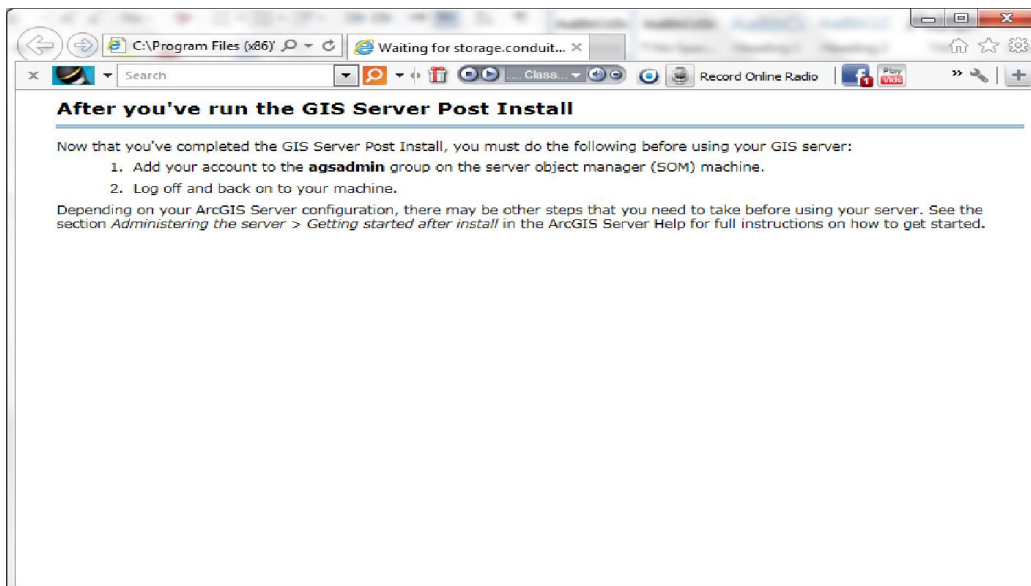 C:\Program Files (x86)
Waiting for storage.conduit...
Search
..... Class...
Record Online Radio
1
Play
Vids
After you've run the GIS Server Post Install
Now that you've completed the GIS Server Post Install, you must do the following before using your GIS server:
1. Add your account to the agsadmin group on the server object manager (SOM) machine.
2. Log off and back on to your machine.
Depending on your ArcGIS Server configuration, there may be other steps that you need to take before using your server. See the
section Administering the server > Getting started after install in the ArcGIS Server Help for full instructions on how to get started.